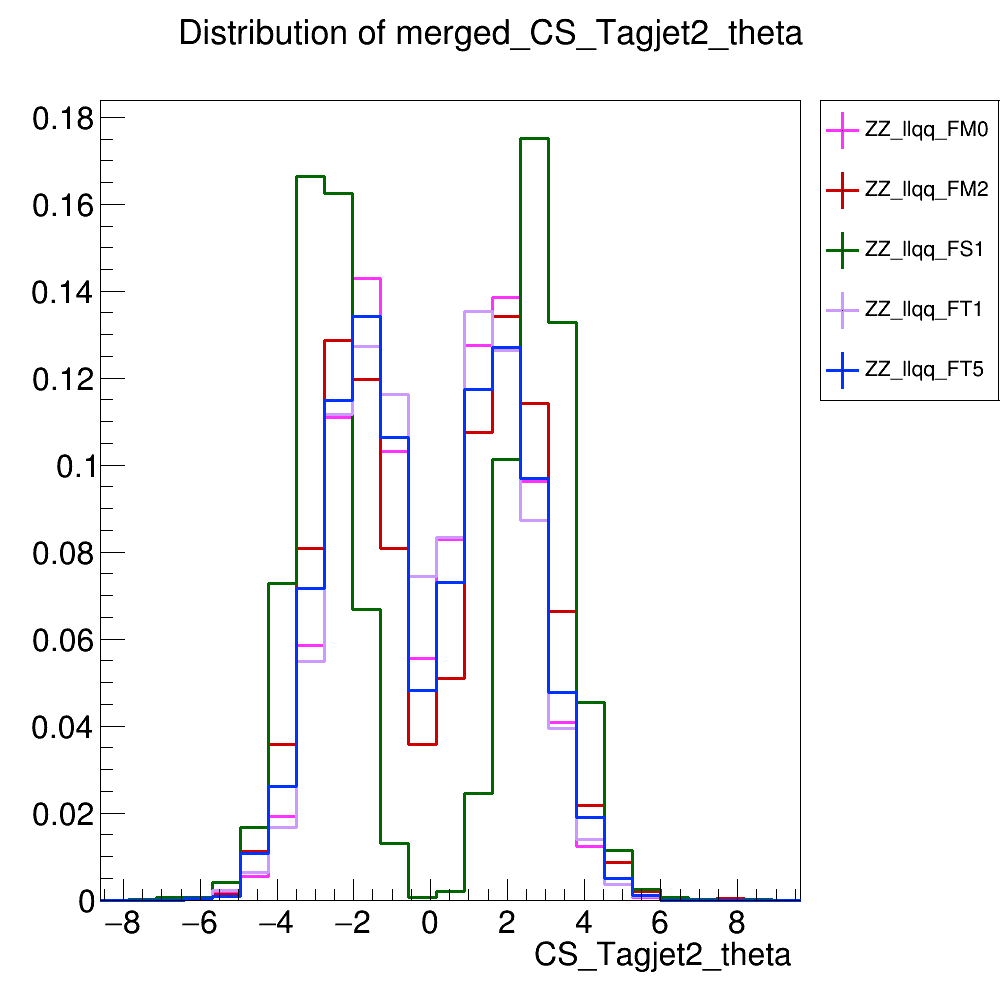 Distribution of merged_CS_Tagjet2_theta
0.18
0.16
0.14
0.12
0.1
0.08
0.06
0.04
0.02
0
−8 −6 −4 −2 0 2 4 6 8
CS_Tagjet2_theta
ZZ_llqq_FM0
ZZ_llqq_FM2
ZZ_llqq_FS1
ZZ_llqq_FT1
ZZ_llqq_FT5